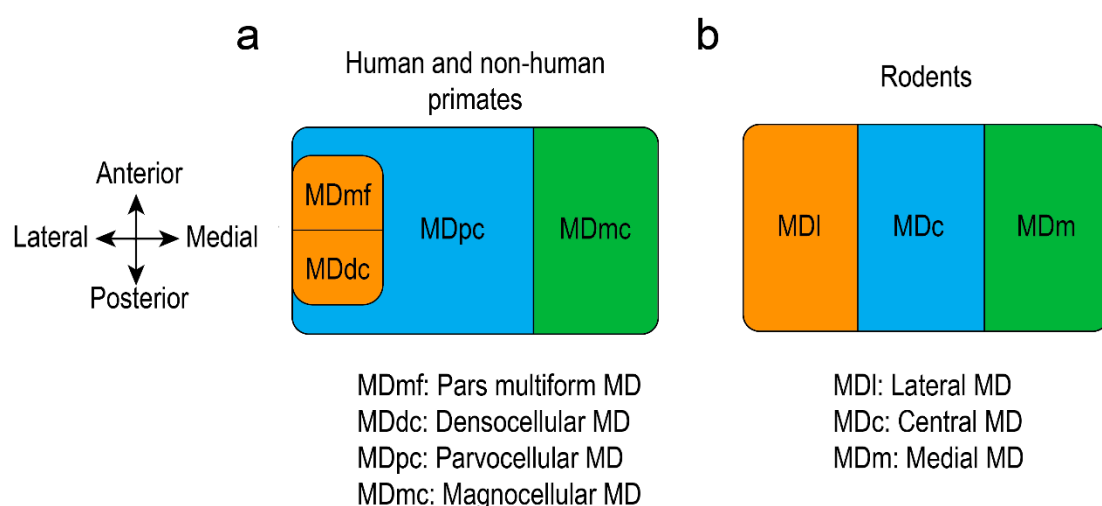 a
Human and non-human
primates
b
Rodents
Anterior
Lateral
Medial
Posterior
MDmf
MDdc
MDpc
MDmc
MDl
MDc
MDm
MDmf: Pars multiform MD
MDdc: Densocellular MD
MDpc: Parvocellular MD
MDmc: Magnocellular MD
MDl: Lateral MD
MDc: Central MD
MDm: Medial MD